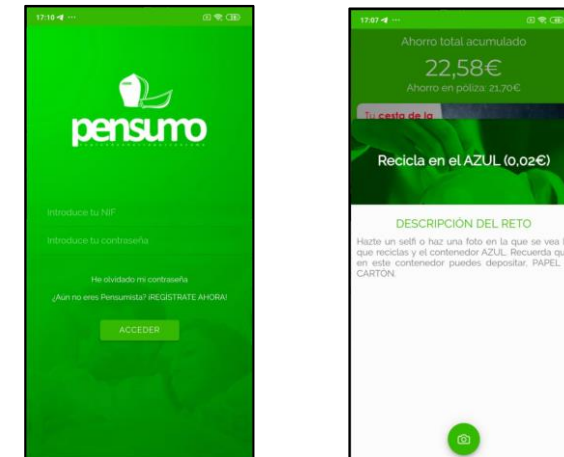 17:10
pensumo
Introduce tu NIF
Introduce tu contraseña
He olvidado mi contraseña
¿Aún no eres Pensumista? ¡REGÍSTRATE AHORA!
ACCEDER
17:07
Ahorro total acumulado
22,58€
Ahorro en póliza: 21,70€
Tu cesta de la
Recicla en el AZUL (0,02€)
DESCRIPCIÓN DEL RETO
Hazte un selfi o haz una foto en la que se vea l
que reciclas y el contenedor AZUL. Recuerda qu
en este contenedor puedes depositar, PAPEL
CARTÓN.